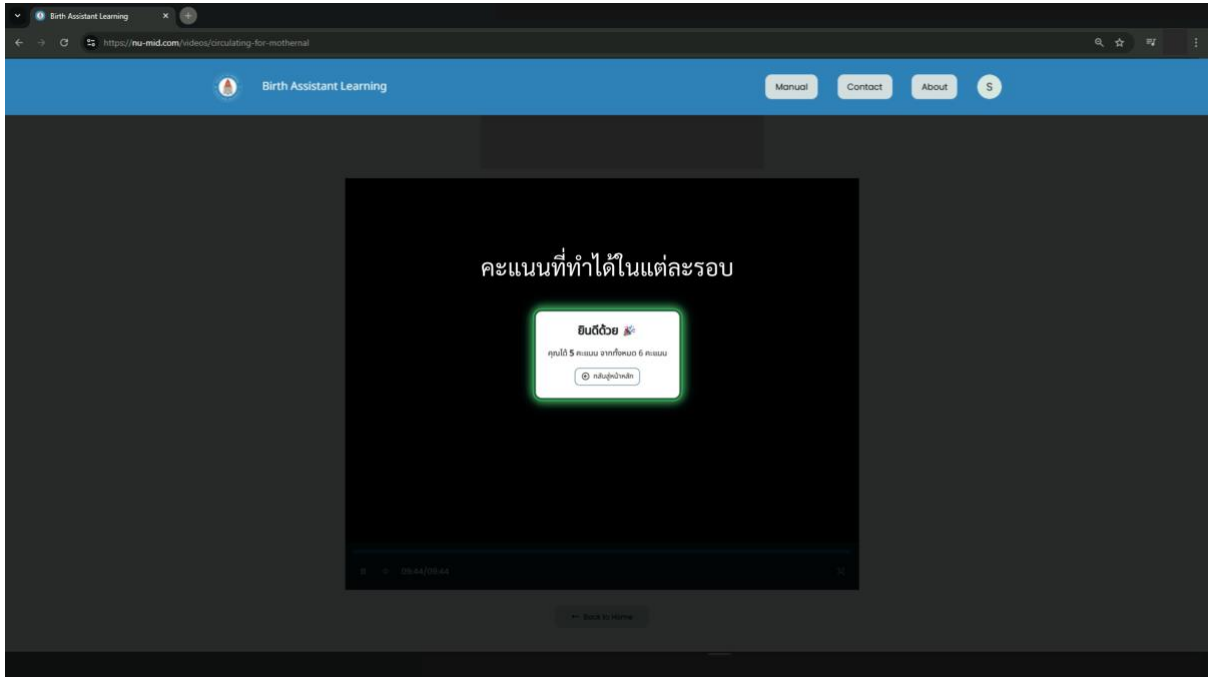 Birth Assistant Learning
https://nu-mid.com/videos/circulating-for-mothernal
Birth Assistant Learning
Manual
Contact
About
S
คะแนนที่ทำได้ในแต่ละรอบ
ยินดีด้วย 🎉
คุณได้ 5 คะแนน จากทั้งหมด 6 คะแนน
กลับสู่หน้าหลัก
← Back to Home